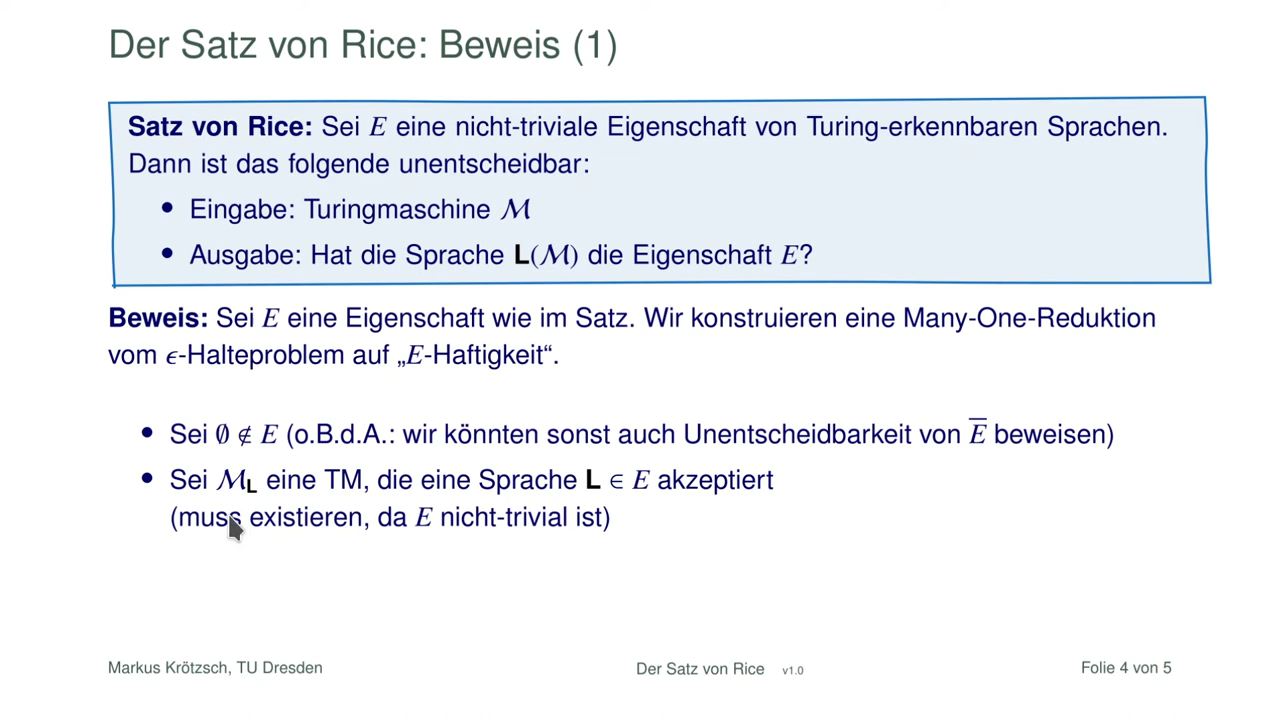 Der Satz von Rice: Beweis (1)
Satz von Rice: Sei E eine nicht-triviale Eigenschaft von Turing-erkennbaren Sprachen.
Dann ist das folgende unentscheidbar:
• Eingabe: Turingmaschine ℳ
• Ausgabe: Hat die Sprache L(ℳ) die Eigenschaft E?
Beweis: Sei E eine Eigenschaft wie im Satz. Wir konstruieren eine Many-One-Reduktion
vom ϵ-Halteproblem auf „E-Haftigkeit“.
• Sei ∅ ∉ E (o.B.d.A.: wir könnten sonst auch Unentscheidbarkeit von E̅ beweisen)
• Sei ℳ_L eine TM, die eine Sprache L ∈ E akzeptiert
(muss existieren, da E nicht-trivial ist)
Markus Krötzsch, TU Dresden Der Satz von Rice v1.0 Folie 4 von 5